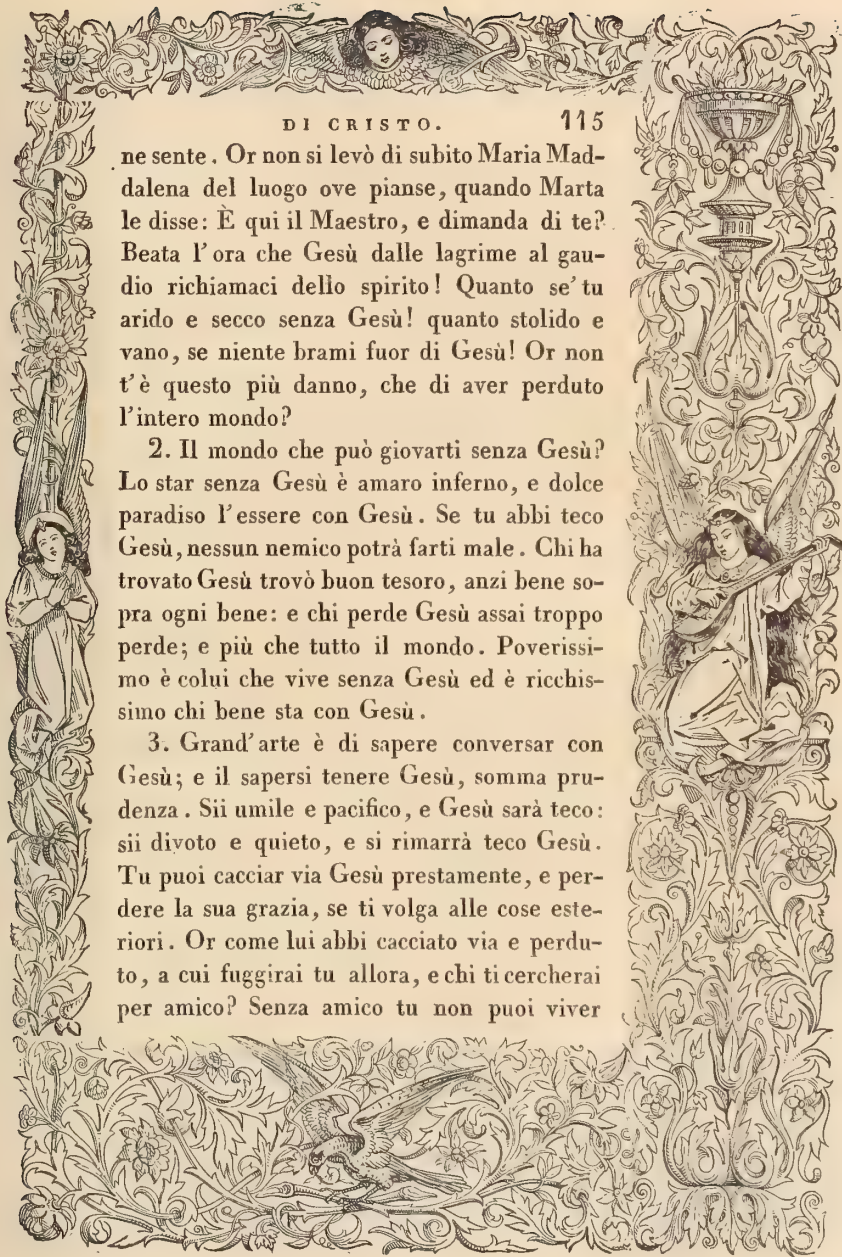 DI CRISTO. 115
ne sente. Or non si levò di subito Maria Mad-
dalena del luogo ove pianse, quando Marta
le disse: È qui il Maestro, e dimanda di te?
Beata l'ora che Gesù dalle lagrime al gau-
dio richiamaci dello spirito! Quanto se' tu
arido e secco senza Gesù! quanto stolido e
vano, se niente brami fuor di Gesù! Or non
t'è questo più danno, che di aver perduto
l'intero mondo?
2. Il mondo che può giovarti senza Gesù?
Lo star senza Gesù è amaro inferno, e dolce
paradiso l'essere con Gesù. Se tu abbi teco
Gesù, nessun nemico potrà farti male. Chi ha
trovato Gesù trovò buon tesoro, anzi bene so-
pra ogni bene: e chi perde Gesù assai troppo
perde; e più che tutto il mondo. Poverissi-
mo è colui che vive senza Gesù ed è ricchis-
simo chi bene sta con Gesù.
3. Grand'arte è di sapere conversar con
Gesù; e il sapersi tenere Gesù, somma pru-
denza. Sii umile e pacifico, e Gesù sarà teco:
sii divoto e quieto, e si rimarrà teco Gesù.
Tu puoi cacciar via Gesù prestamente, e per-
dere la sua grazia, se ti volga alle cose este-
riori. Or come lui abbi cacciato via e perdu-
to, a cui fuggirai tu allora, e chi ti cercherai
per amico? Senza amico tu non puoi viver